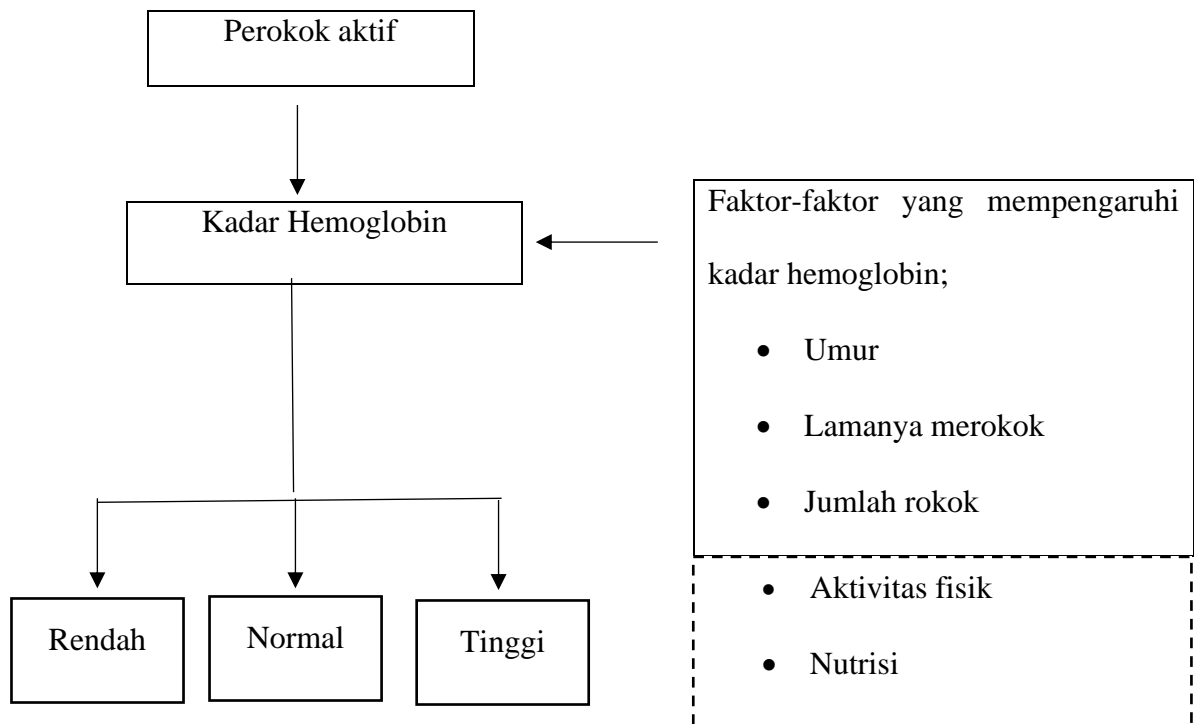 Perokok aktif
Kadar Hemoglobin
Faktor-faktor yang mempengaruhi
kadar hemoglobin;
• Umur
• Lamanya merokok
• Jumlah rokok
• Aktivitas fisik
• Nutrisi
Rendah
Normal
Tinggi